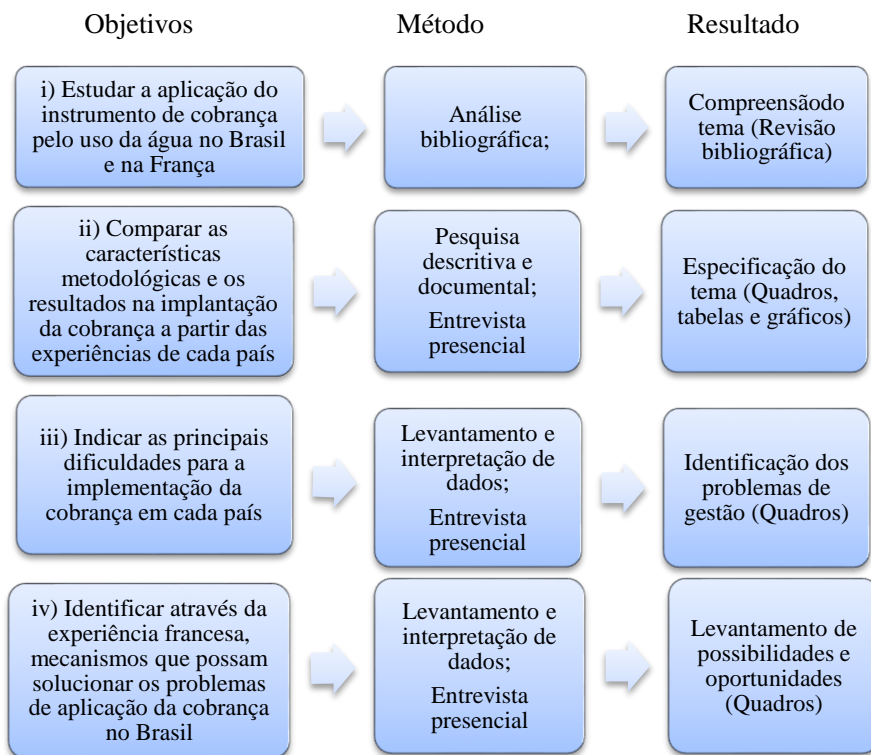 Objetivos
Método
Resultado
i) Estudar a aplicação do
instrumento de cobrança
pelo uso da água no Brasil
e na França
Análise
bibliográfica;
Compreensãodo
tema (Revisão
bibliográfica)
ii) Comparar as
características
metodológicas e os
resultados na implantação
da cobrança a partir das
experiências de cada país
Pesquisa
descritiva e
documental;
Entrevista
presencial
Especificação do
tema (Quadros,
tabelas e gráficos)
iii) Indicar as principais
dificuldades para a
implementação da
cobrança em cada país
Levantamento e
interpretação de
dados;
Entrevista
presencial
Identificação dos
problemas de
gestão (Quadros)
iv) Identificar através da
experiência francesa,
mecanismos que possam
solucionar os problemas
de aplicação da cobrança
no Brasil
Levantamento e
interpretação de
dados;
Entrevista
presencial
Levantamento de
possibilidades e
oportunidades
(Quadros)